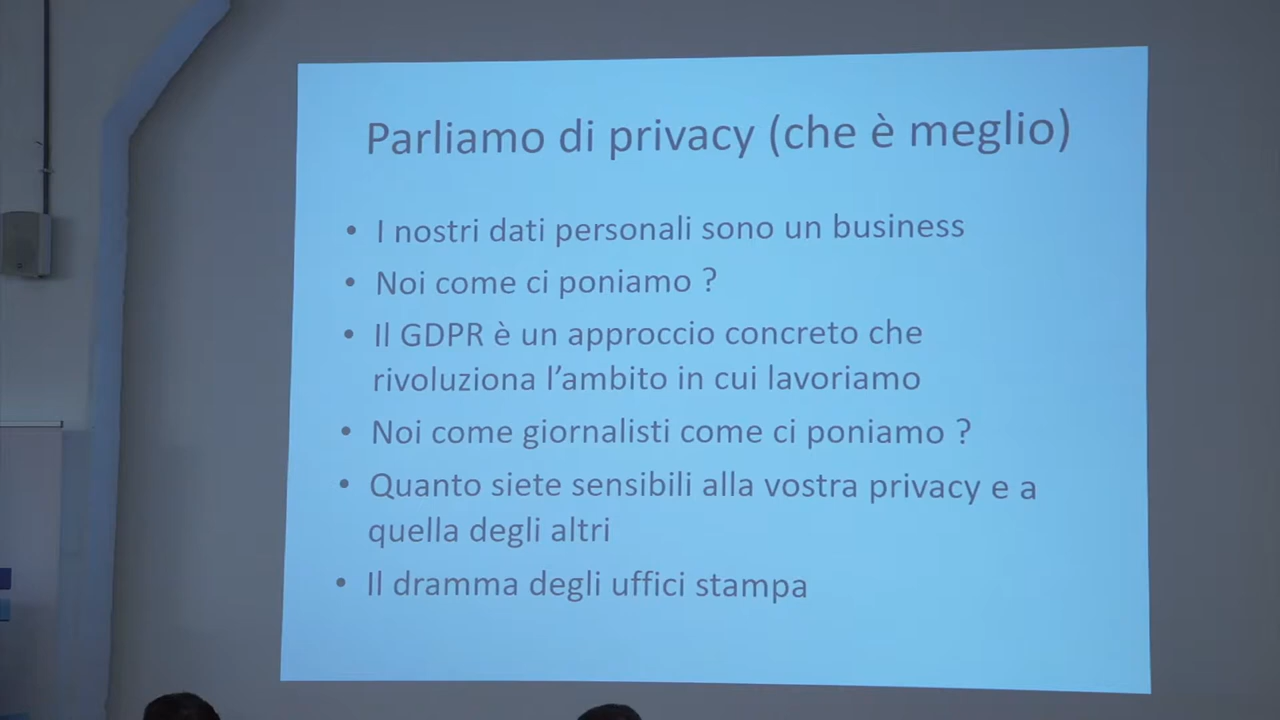 Parliamo di privacy (che è meglio)
• I nostri dati personali sono un business
• Noi come ci poniamo ?
• Il GDPR è un approccio concreto che
rivoluziona l’ambito in cui lavoriamo
• Noi come giornalisti come ci poniamo ?
• Quanto siete sensibili alla vostra privacy e a
quella degli altri
• Il dramma degli uffici stampa